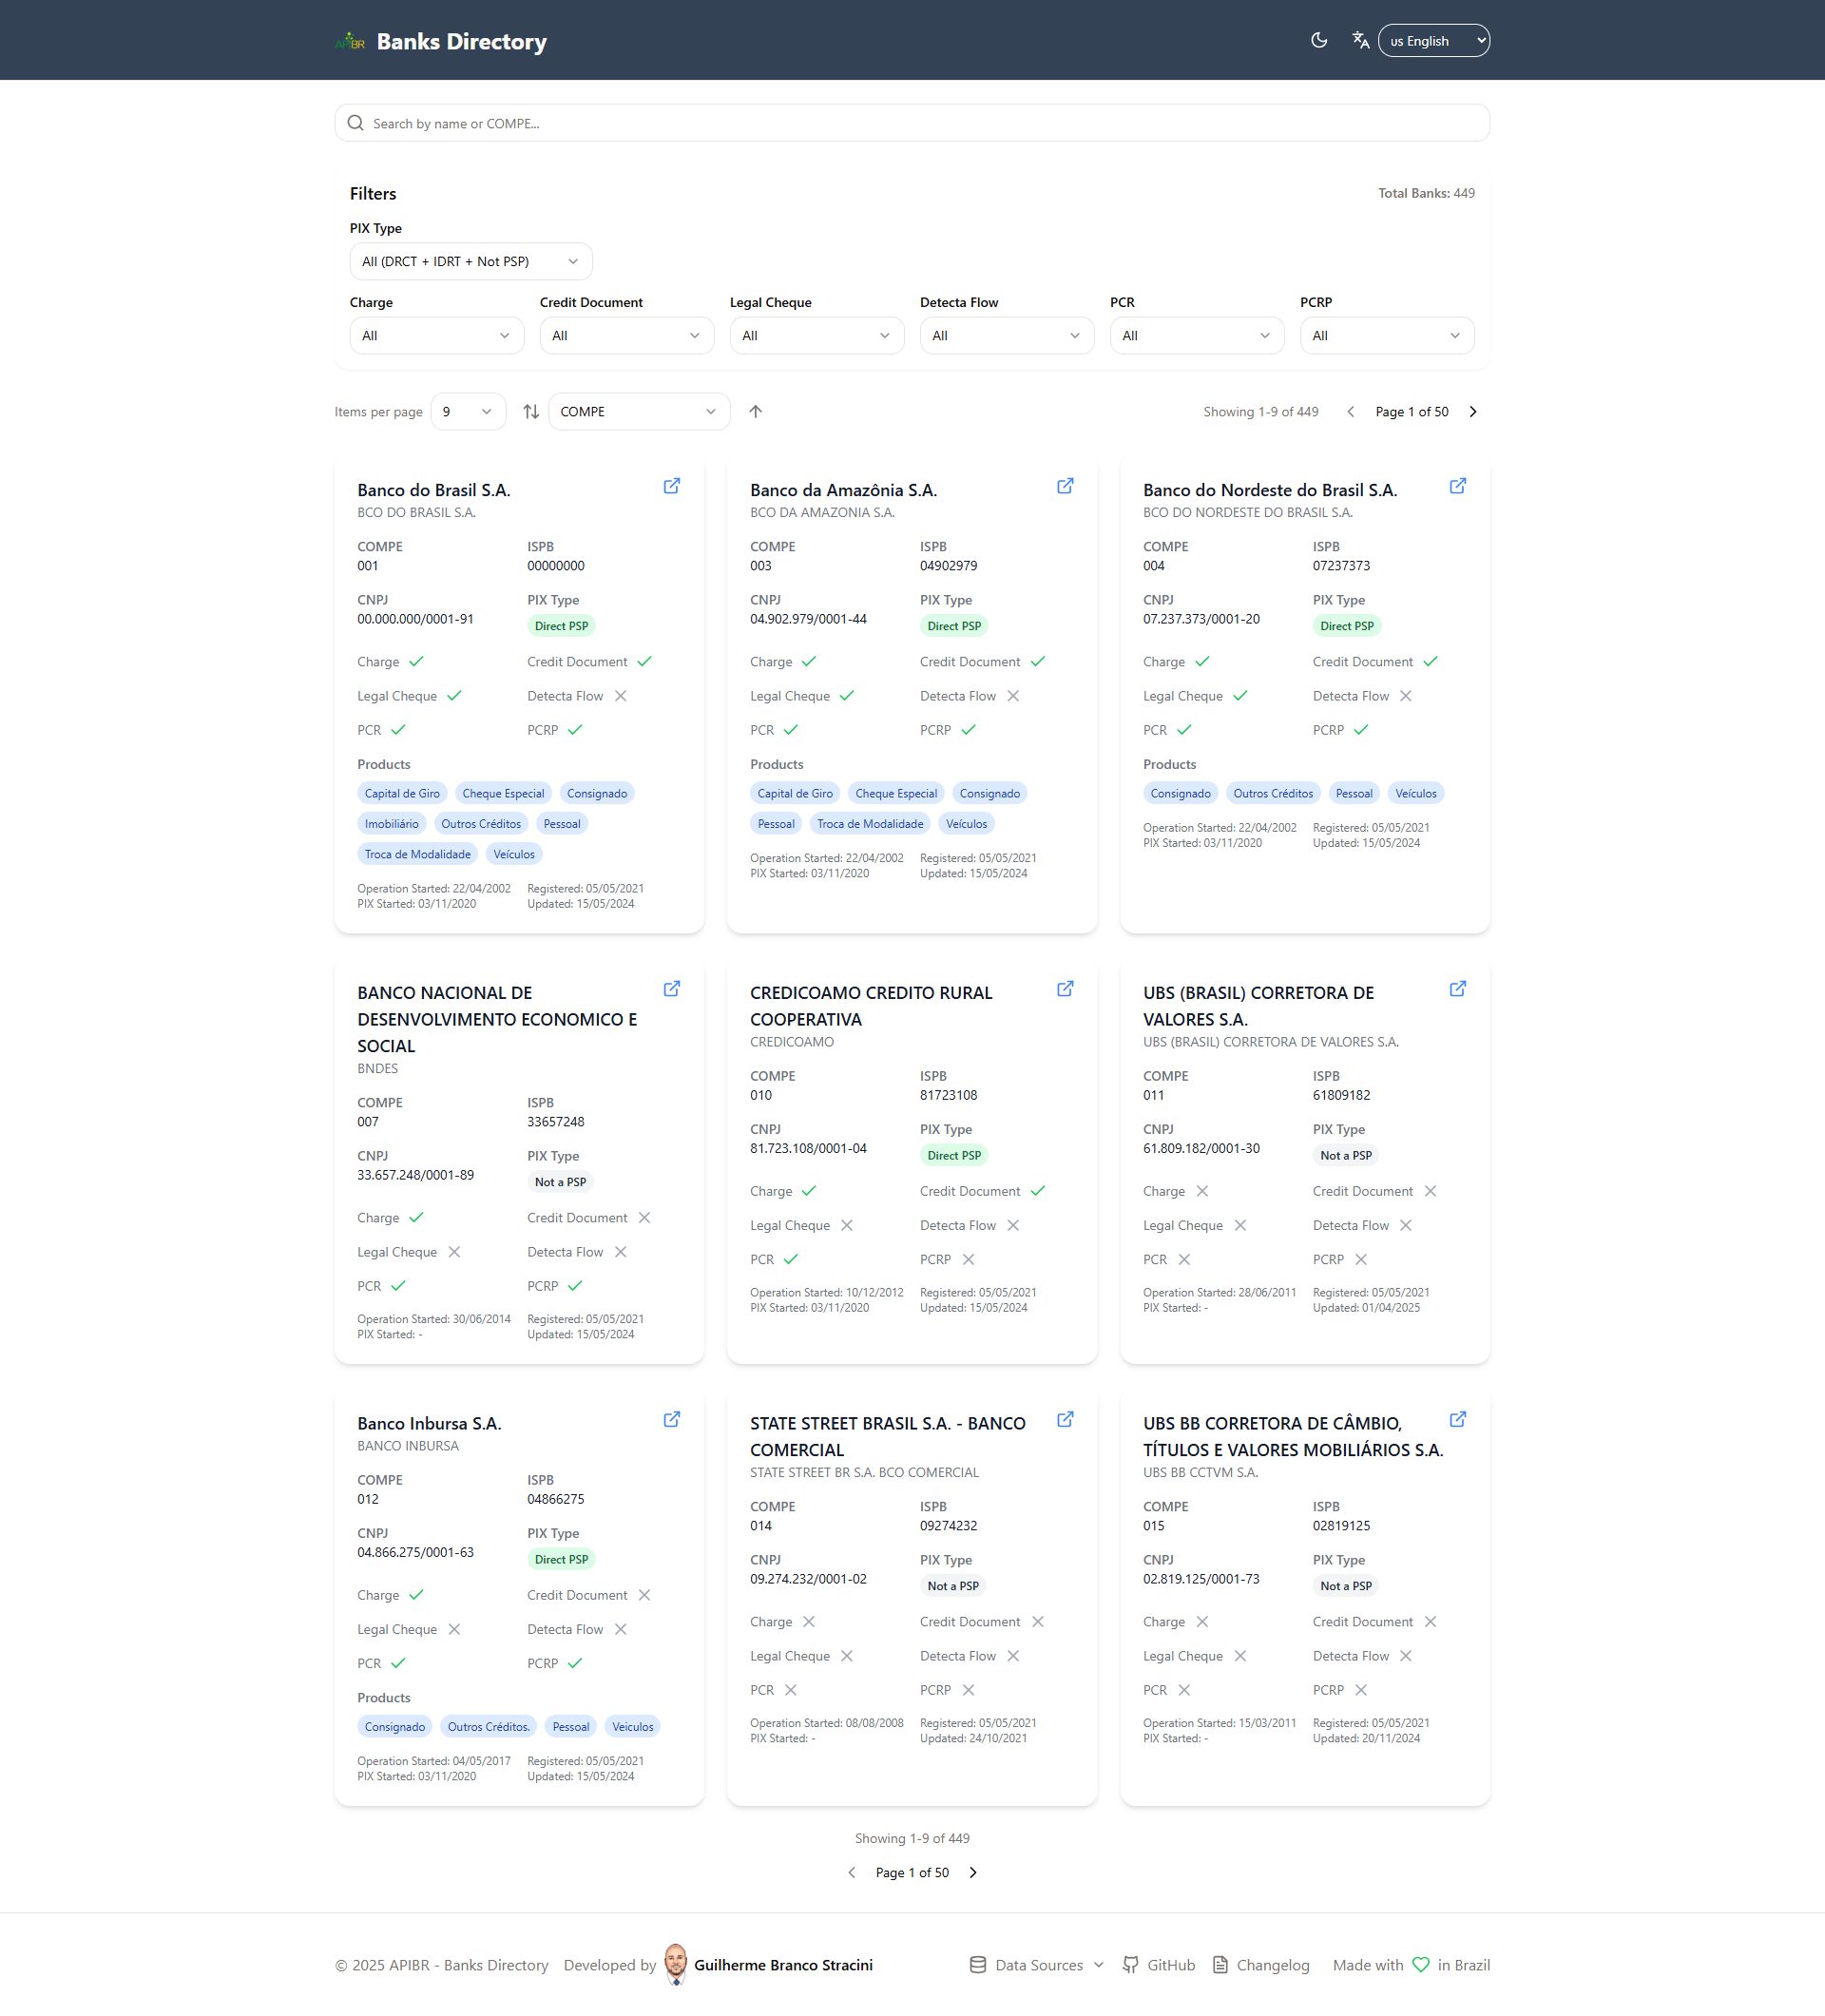 APIBR
Banks Directory
us English
Search by name or COMPE...
Filters
Total Banks: 449
PIX Type
All (DRCT + IDRT + Not PSP)
Charge Credit Document Legal Cheque Detecta Flow PCR PCRP
All All All All All All
Items per page 9 COMPE Showing 1-9 of 449 Page 1 of 50
Banco do Brasil S.A.
BCO DO BRASIL S.A.
COMPE ISPB
001 00000000
CNPJ PIX Type
00.000.000/0001-91 Direct PSP
Charge Credit Document
Legal Cheque Detecta Flow
PCR PCRP
Products
Capital de Giro Cheque Especial Consignado
Imobiliário Outros Créditos Pessoal
Troca de Modalidade Veículos
Operation Started: 22/04/2002 Registered: 05/05/2021
PIX Started: 03/11/2020 Updated: 15/05/2024
Banco da Amazônia S.A.
BCO DA AMAZONIA S.A.
COMPE ISPB
003 04902979
CNPJ PIX Type
04.902.979/0001-44 Direct PSP
Charge Credit Document
Legal Cheque Detecta Flow
PCR PCRP
Products
Capital de Giro Cheque Especial Consignado
Pessoal Troca de Modalidade Veículos
Operation Started: 22/04/2002 Registered: 05/05/2021
PIX Started: 03/11/2020 Updated: 15/05/2024
Banco do Nordeste do Brasil S.A.
BCO DO NORDESTE DO BRASIL S.A.
COMPE ISPB
004 07237373
CNPJ PIX Type
07.237.373/0001-20 Direct PSP
Charge Credit Document
Legal Cheque Detecta Flow
PCR PCRP
Products
Consignado Outros Créditos Pessoal Veículos
Operation Started: 22/04/2002 Registered: 05/05/2021
PIX Started: 03/11/2020 Updated: 15/05/2024
BANCO NACIONAL DE
DESENVOLVIMENTO ECONOMICO E
SOCIAL
BNDES
COMPE ISPB
007 33657248
CNPJ PIX Type
33.657.248/0001-89 Not a PSP
Charge Credit Document
Legal Cheque Detecta Flow
PCR PCRP
Operation Started: 30/06/2014 Registered: 05/05/2021
PIX Started: - Updated: 15/05/2024
CREDICOAMO CREDITO RURAL
COOPERATIVA
CREDICOAMO
COMPE ISPB
010 81723108
CNPJ PIX Type
81.723.108/0001-04 Direct PSP
Charge Credit Document
Legal Cheque Detecta Flow
PCR PCRP
Operation Started: 10/12/2012 Registered: 05/05/2021
PIX Started: 03/11/2020 Updated: 15/05/2024
UBS (BRASIL) CORRETORA DE
VALORES S.A.
UBS (BRASIL) CORRETORA DE VALORES S.A.
COMPE ISPB
011 61809182
CNPJ PIX Type
61.809.182/0001-30 Not a PSP
Charge Credit Document
Legal Cheque Detecta Flow
PCR PCRP
Operation Started: 28/06/2011 Registered: 05/05/2021
PIX Started: - Updated: 01/04/2025
Banco Inbursa S.A.
BANCO INBURSA
COMPE ISPB
012 04866275
CNPJ PIX Type
04.866.275/0001-63 Direct PSP
Charge Credit Document
Legal Cheque Detecta Flow
PCR PCRP
Products
Consignado Outros Créditos. Pessoal Veiculos
Operation Started: 04/05/2017 Registered: 05/05/2021
PIX Started: 03/11/2020 Updated: 15/05/2024
STATE STREET BRASIL S.A. - BANCO
COMERCIAL
STATE STREET BR S.A. BCO COMERCIAL
COMPE ISPB
014 09274232
CNPJ PIX Type
09.274.232/0001-02 Not a PSP
Charge Credit Document
Legal Cheque Detecta Flow
PCR PCRP
Operation Started: 08/08/2008 Registered: 05/05/2021
PIX Started: - Updated: 24/10/2021
UBS BB CORRETORA DE CÂMBIO,
TÍTULOS E VALORES MOBILIÁRIOS S.A.
UBS BB CCTVM S.A.
COMPE ISPB
015 02819125
CNPJ PIX Type
02.819.125/0001-73 Not a PSP
Charge Credit Document
Legal Cheque Detecta Flow
PCR PCRP
Operation Started: 15/03/2011 Registered: 05/05/2021
PIX Started: - Updated: 20/11/2024
Showing 1-9 of 449
Page 1 of 50
© 2025 APIBR - Banks Directory Developed by Guilherme Branco Stracini Data Sources GitHub Changelog Made with in Brazil